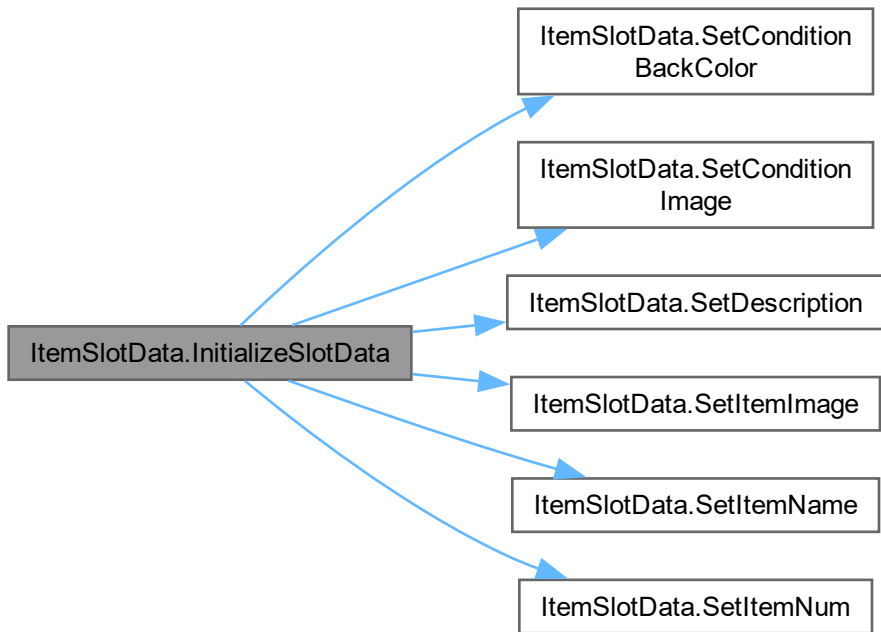 ItemSlotData.SetCondition
BackColor
ItemSlotData.SetCondition
Image
ItemSlotData.SetDescription
ItemSlotData.InitializeSlotData
ItemSlotData.SetItemImage
ItemSlotData.SetItemName
ItemSlotData.SetItemNum